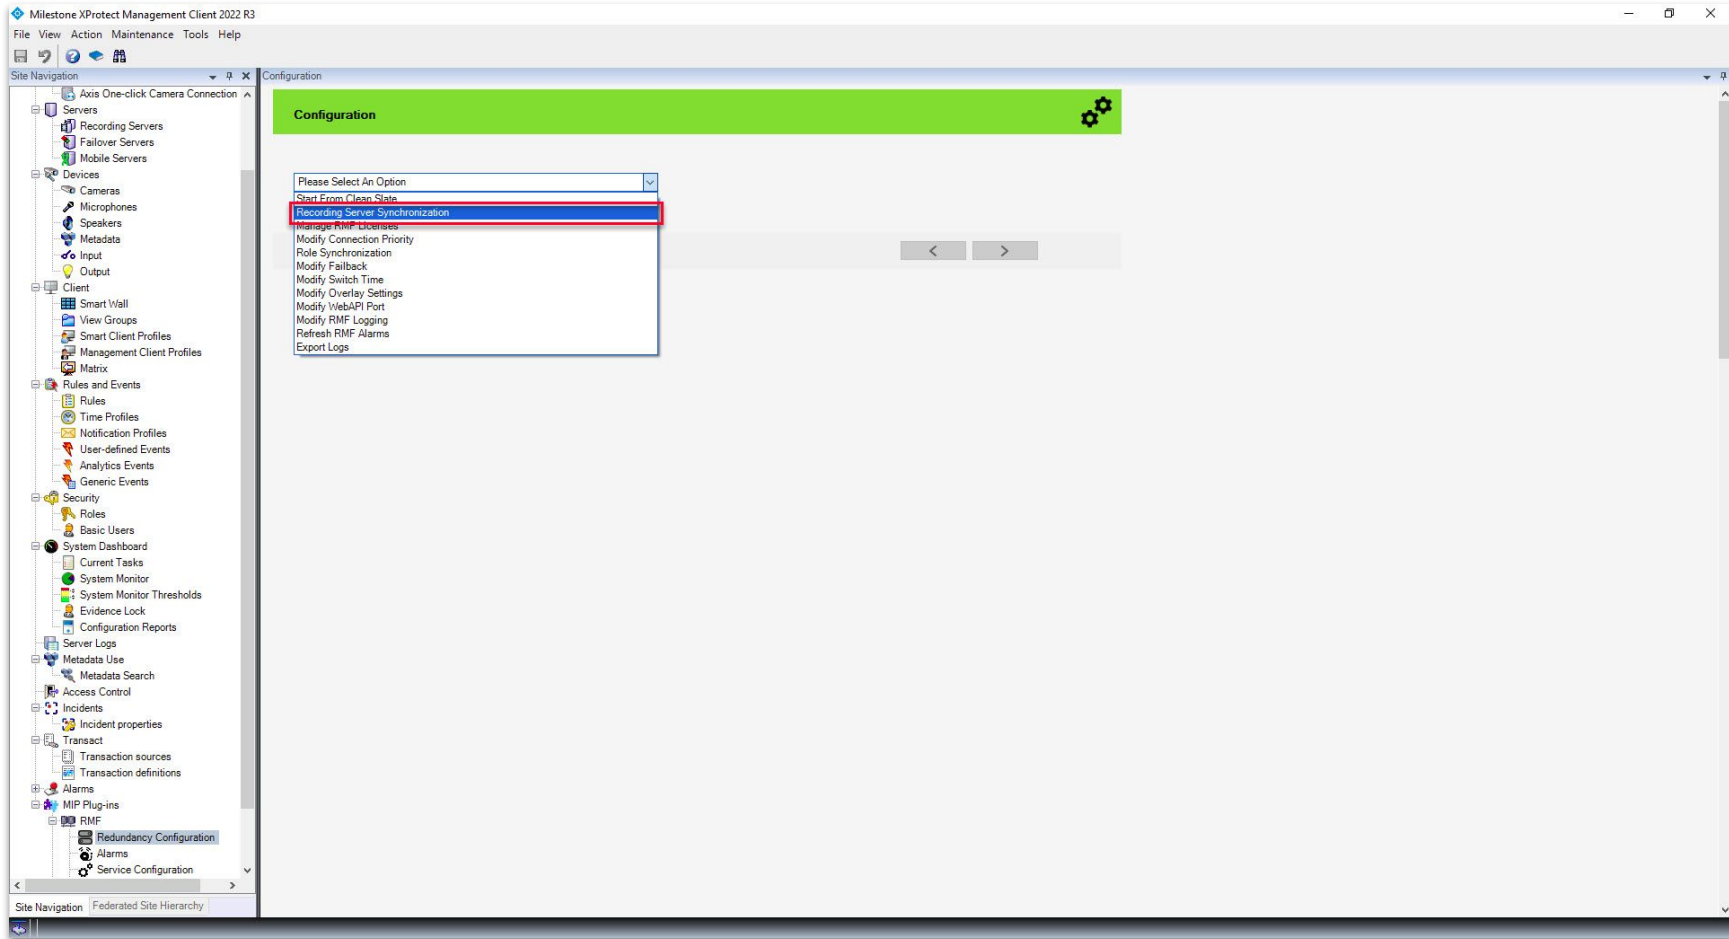 Milestone XProtect Management Client 2022 R3
File View Action Maintenance Tools Help
Site Navigation
Configuration
Axis One-click Camera Connection
Servers
Recording Servers
Failover Servers
Mobile Servers
Devices
Cameras
Microphones
Speakers
Metadata
Input
Output
Client
Smart Wall
View Groups
Smart Client Profiles
Management Client Profiles
Matrix
Rules and Events
Rules
Time Profiles
Notification Profiles
User-defined Events
Analytics Events
Generic Events
Security
Roles
Basic Users
System Dashboard
Current Tasks
System Monitor
System Monitor Thresholds
Evidence Lock
Configuration Reports
Server Logs
Metadata Use
Metadata Search
Access Control
Incidents
Incident properties
Transact
Transaction sources
Transaction definitions
Alarms
MIP Plug-ins
RMF
Redundancy Configuration
Alarms
Service Configuration
Site Navigation Federated Site Hierarchy
Configuration
Please Select An Option
Start From Clean Slate
Recording Server Synchronization
Manage RMF Licenses
Modify Connection Priority
Role Synchronization
Modify Failback
Modify Switch Time
Modify Overlay Settings
Modify WebAPI Port
Modify RMF Logging
Refresh RMF Alarms
Export Logs
< >